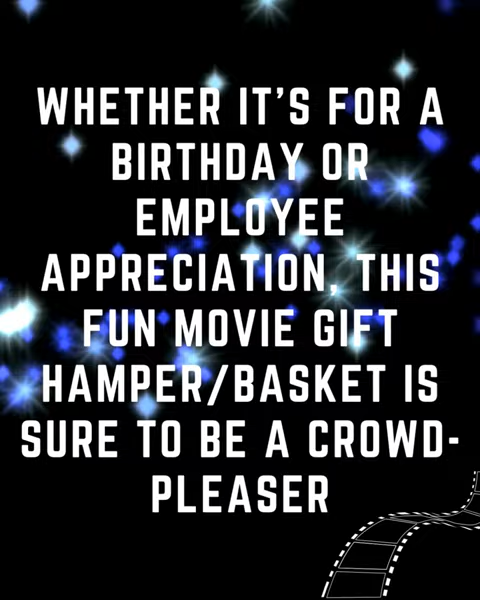 WHETHER IT'S FOR A
BIRTHDAY OR
EMPLOYEE
APPRECIATION, THIS
FUN MOVIE GIFT
HAMPER/BASKET IS
SURE TO BE A CROWD-
PLEASER